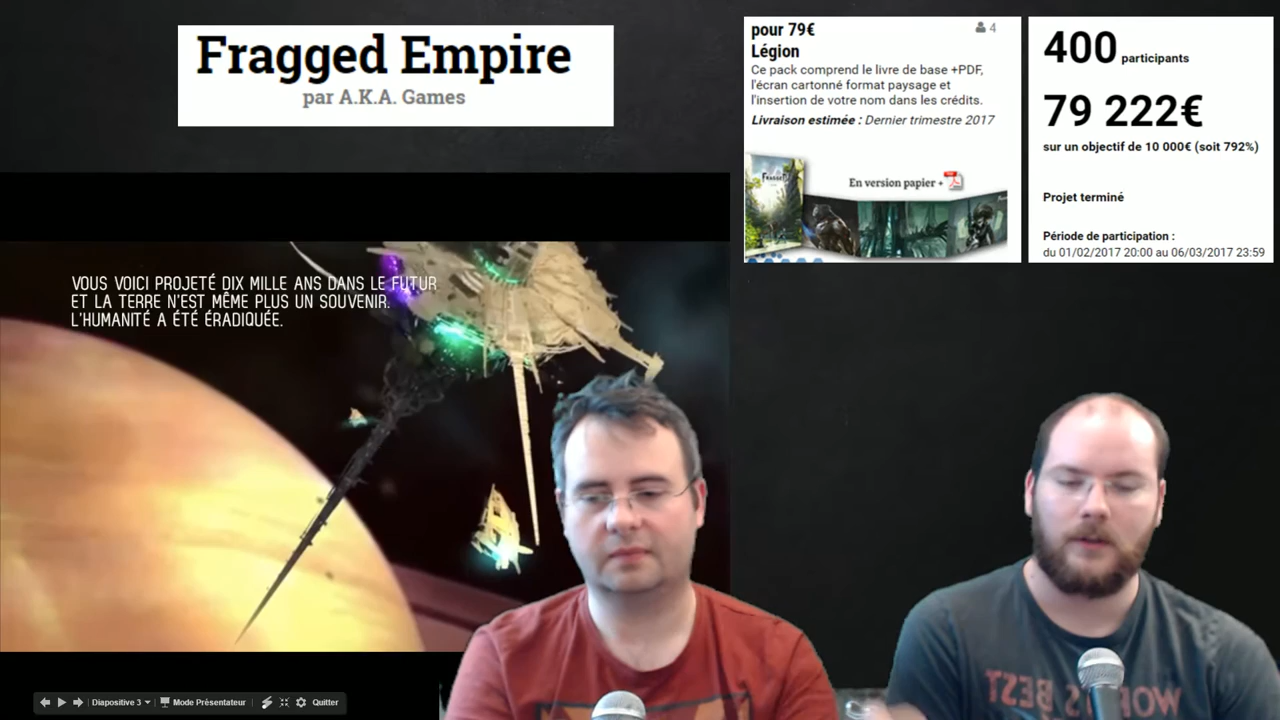 Fragged Empire
par A.K.A. Games
pour 79€
4
Légion
Ce pack comprend le livre de base +PDF,
l'écran cartonné format paysage et
l'insertion de votre nom dans les crédits.
Livraison estimée : Dernier trimestre 2017
En version papier +
400 participants
79 222€
sur un objectif de 10 000€ (soit 792%)
Projet terminé
Période de participation :
du 01/02/2017 20:00 au 06/03/2017 23:59
VOUS VOICI PROJETÉ DIX MILLE ANS DANS LE FUTUR
ET LA TERRE N'EST MÊME PLUS UN SOUVENIR.
L'HUMANITÉ A ÉTÉ ÉRADIQUÉE.
Diapositive 3 Mode Présentateur Quitter
BEST